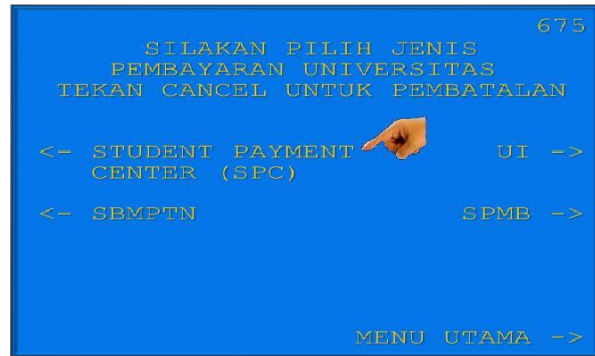 675
SILAKAN PILIH JENIS
PEMBAYARAN UNIVERSITAS
TEKAN CANCEL UNTUK PEMBATALAN
<- STUDENT PAYMENT UI ->
CENTER (SPC)
<- SBMPTN SPMB ->
MENU UTAMA ->